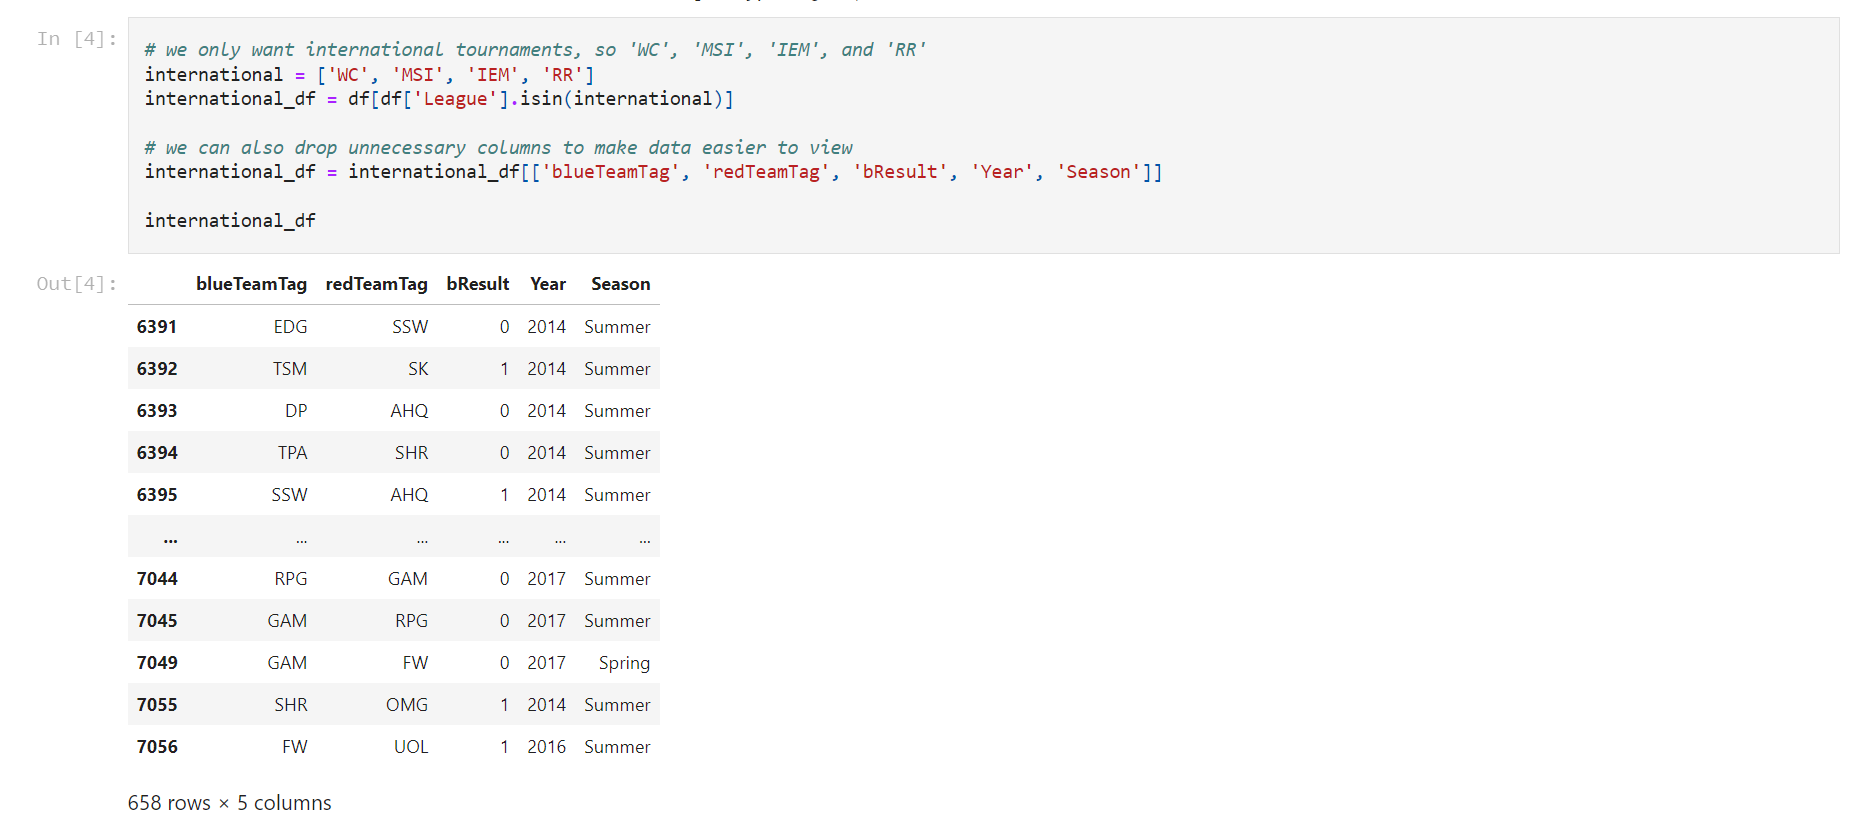 In [4]:
# we only want international tournaments, so 'WC', 'MSI', 'IEM', and 'RR'
international = ['WC', 'MSI', 'IEM', 'RR']
international_df = df[df['League'].isin(international)]
# we can also drop unnecessary columns to make data easier to view
international_df = international_df[['blueTeamTag', 'redTeamTag', 'bResult', 'Year', 'Season']]
international_df
Out[4]:
blueTeamTag redTeamTag bResult Year Season
6391 EDG SSW 0 2014 Summer
6392 TSM SK 1 2014 Summer
6393 DP AHQ 0 2014 Summer
6394 TPA SHR 0 2014 Summer
6395 SSW AHQ 1 2014 Summer
... ... ... ... ... ...
7044 RPG GAM 0 2017 Summer
7045 GAM RPG 0 2017 Summer
7049 GAM FW 0 2017 Spring
7055 SHR OMG 1 2014 Summer
7056 FW UOL 1 2016 Summer
658 rows × 5 columns